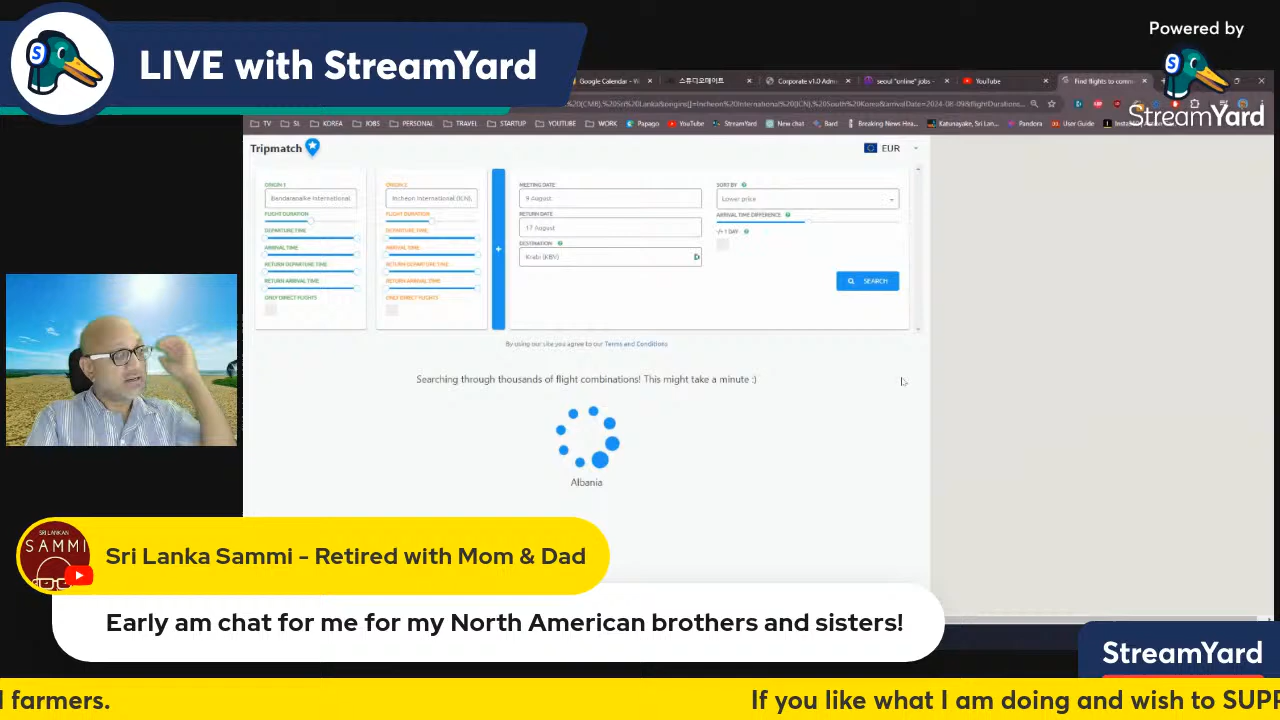 LIVE with StreamYard
Powered by
StreamYard
Google Calendar - W
스튜디오메이트
Corporate v1.0 Adm
seoul "online" jobs -
YouTube
Find flights to comm
TV
SL
KOREA
JOBS
PERSONAL
TRAVEL
STARTUP
YOUTUBE
WORK
Papago
YouTube
StreamYard
New chat
Bard
Breaking News Hea...
Katunayake, Sri Lan...
Pandora
User Guide
Tripmatch
EUR
ORIGIN 1
Bandaranaike International
FLIGHT DURATION
DEPARTURE TIME
ARRIVAL TIME
RETURN DEPARTURE TIME
RETURN ARRIVAL TIME
ONLY DIRECT FLIGHTS
ORIGIN 2
Incheon International (ICN),
FLIGHT DURATION
DEPARTURE TIME
ARRIVAL TIME
RETURN DEPARTURE TIME
RETURN ARRIVAL TIME
ONLY DIRECT FLIGHTS
+
MEETING DATE
9 August
RETURN DATE
17 August
DESTINATION
Krabi (KBV)
SORT BY
Lower price
ARRIVAL TIME DIFFERENCE
-/+ 1 DAY
SEARCH
By using our site you agree to our Terms and Conditions
Searching through thousands of flight combinations! This might take a minute :)
Albania
SRI LANKAN
SAMMI
Sri Lanka Sammi - Retired with Mom & Dad
Early am chat for me for my North American brothers and sisters!
StreamYard
farmers.
If you like what I am doing and wish to SUPP